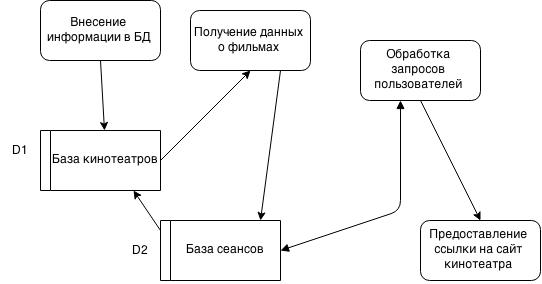 Внесение
информации в БД
Получение данных
о фильмах
Обработка
запросов
пользователей
D1
База кинотеатров
D2
База сеансов
Предоставление
ссылки на сайт
кинотеатра